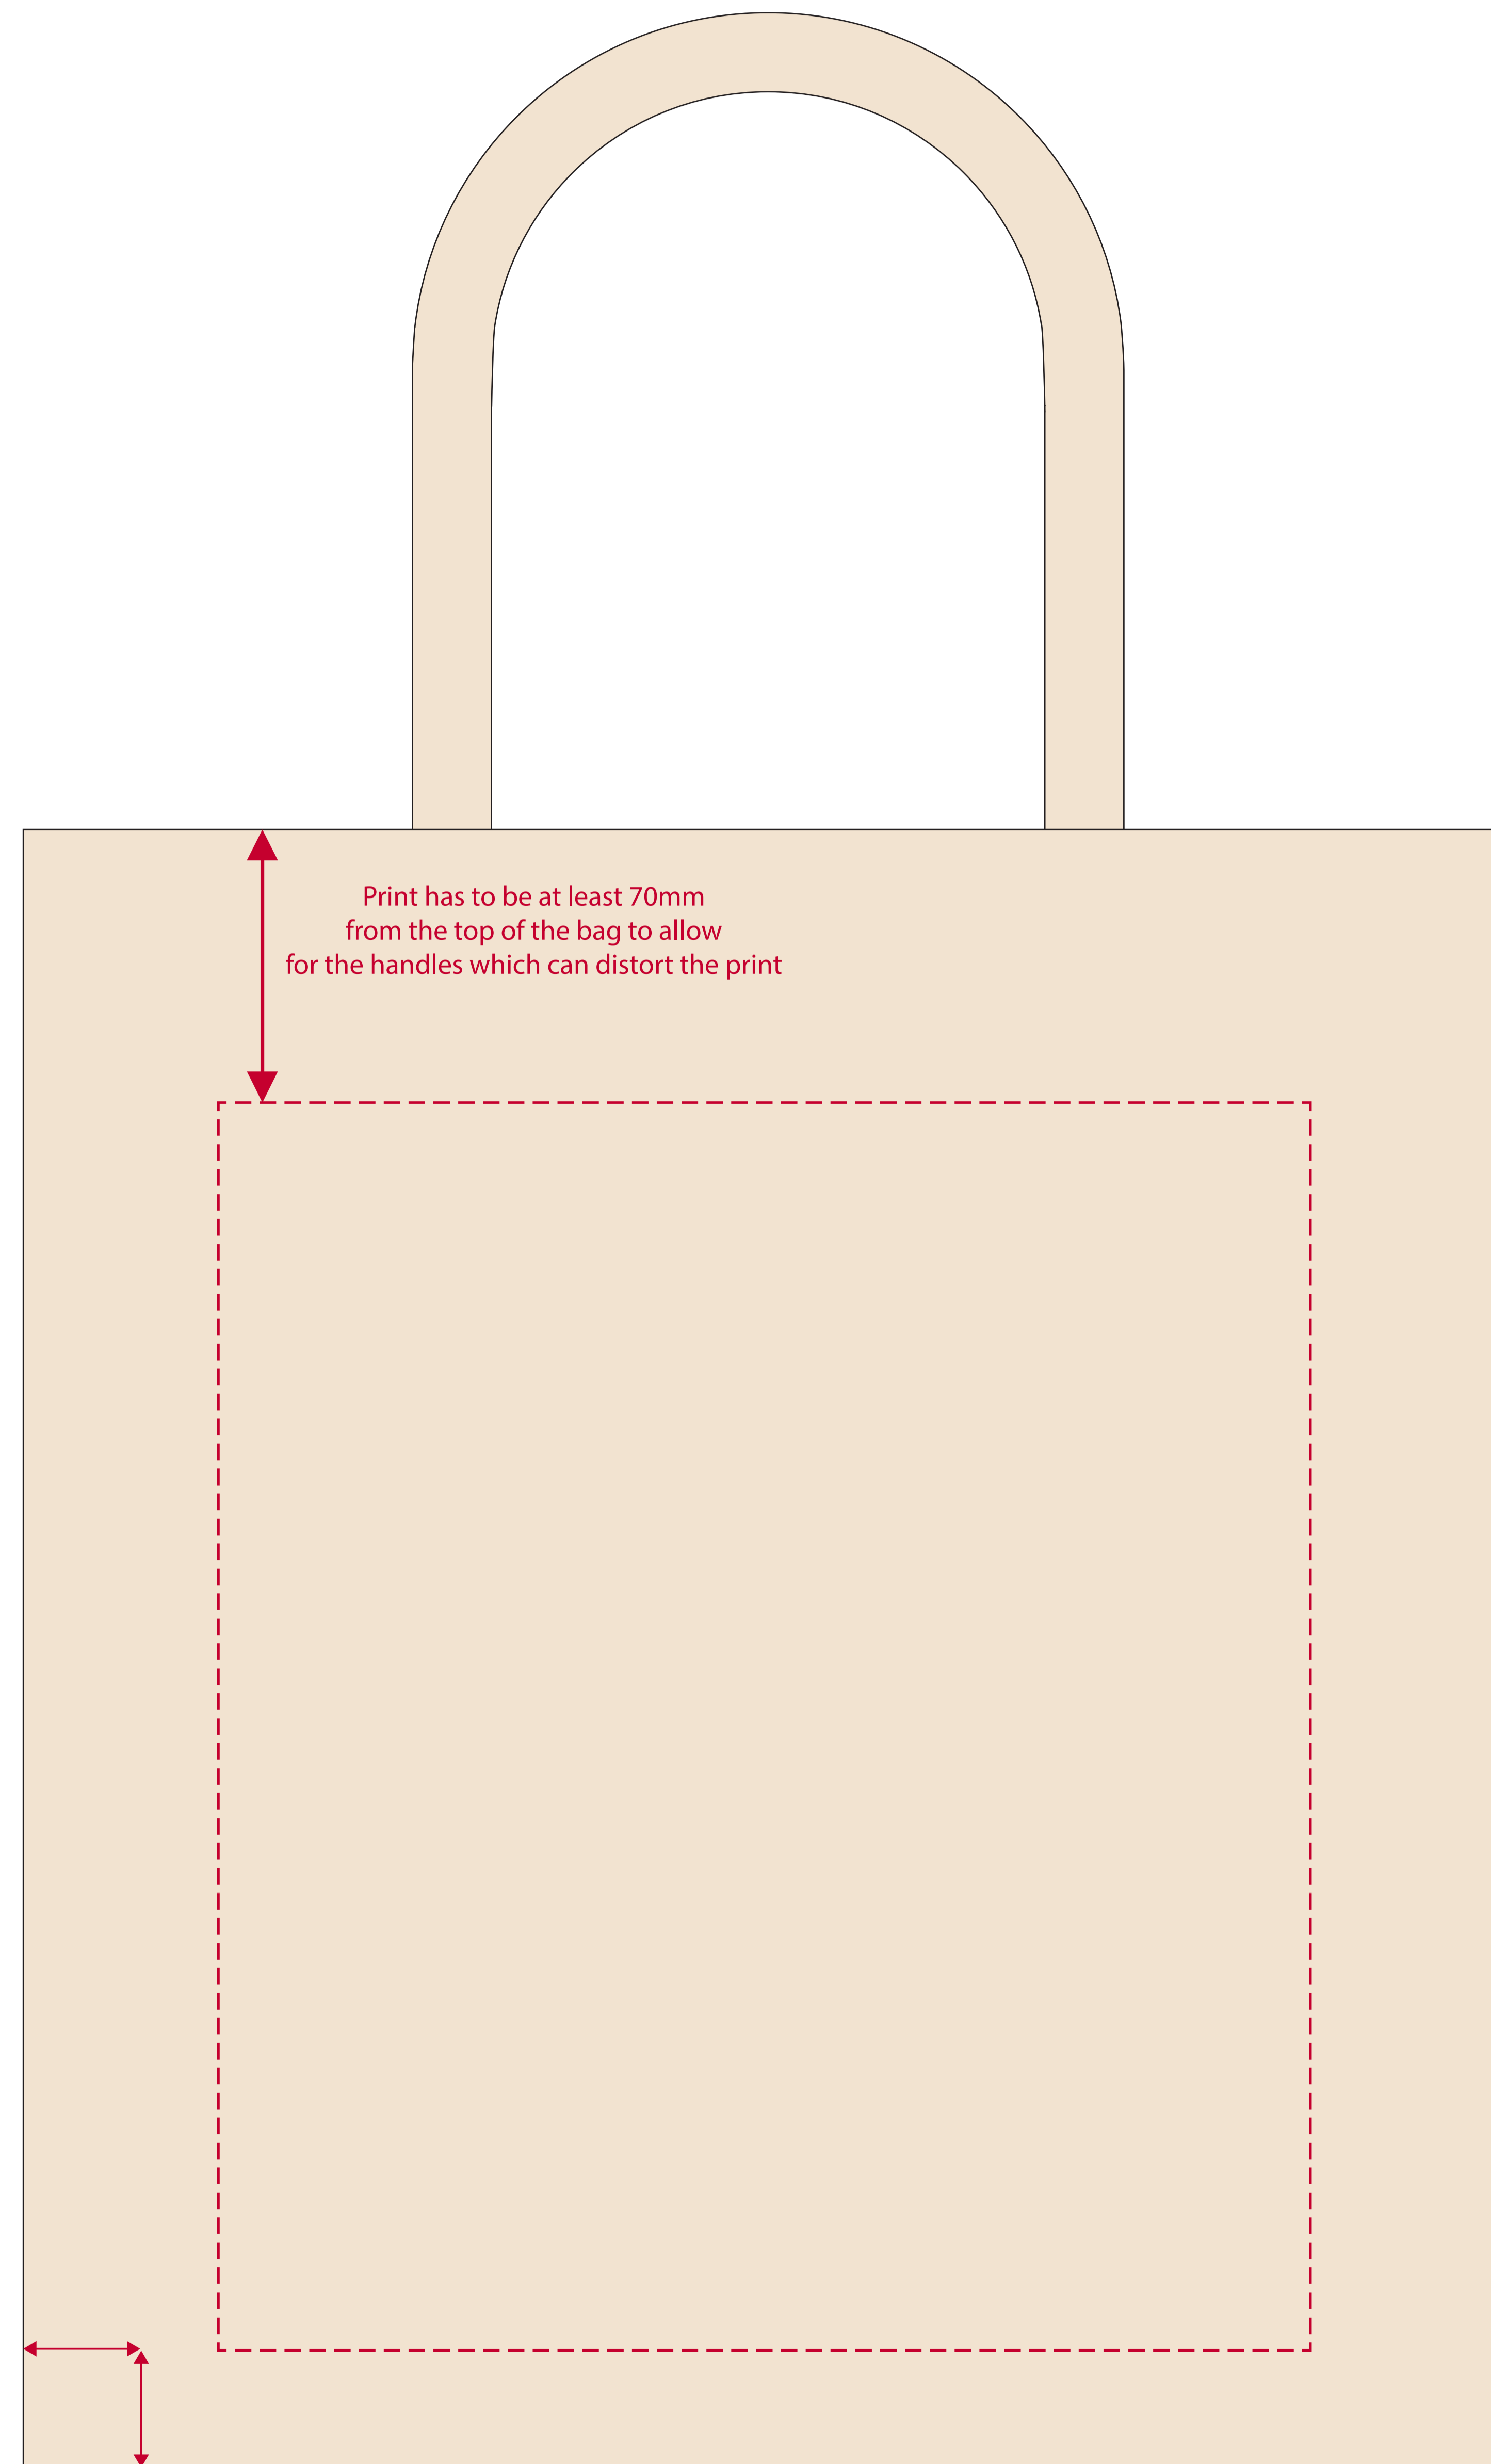 Print has to be at least 70mm
from the top of the bag to allow
for the handles which can distort the print